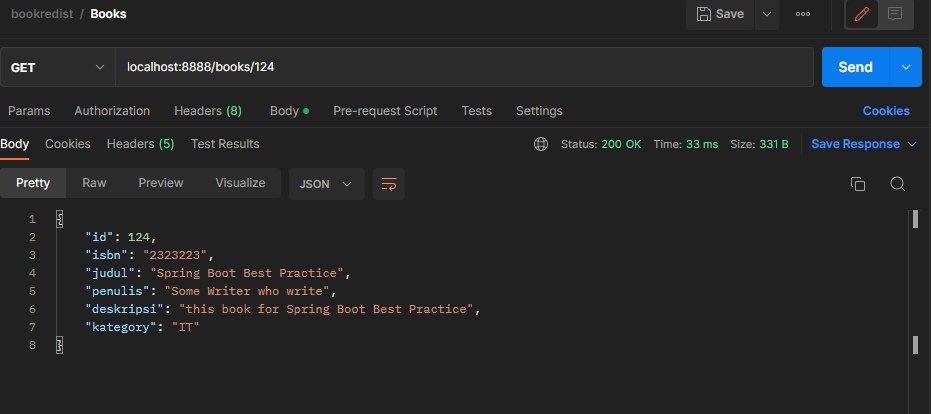 bookredist / Books
Save
GET localhost:8888/books/124 Send
Params Authorization Headers (8) Body Pre-request Script Tests Settings Cookies
Body Cookies Headers (5) Test Results Status: 200 OK Time: 33 ms Size: 331 B Save Response
Pretty Raw Preview Visualize JSON
1 {
2 "id": 124,
3 "isbn": "2323223",
4 "judul": "Spring Boot Best Practice",
5 "penulis": "Some Writer who write",
6 "deskripsi": "this book for Spring Boot Best Practice",
7 "kategory": "IT"
8 }